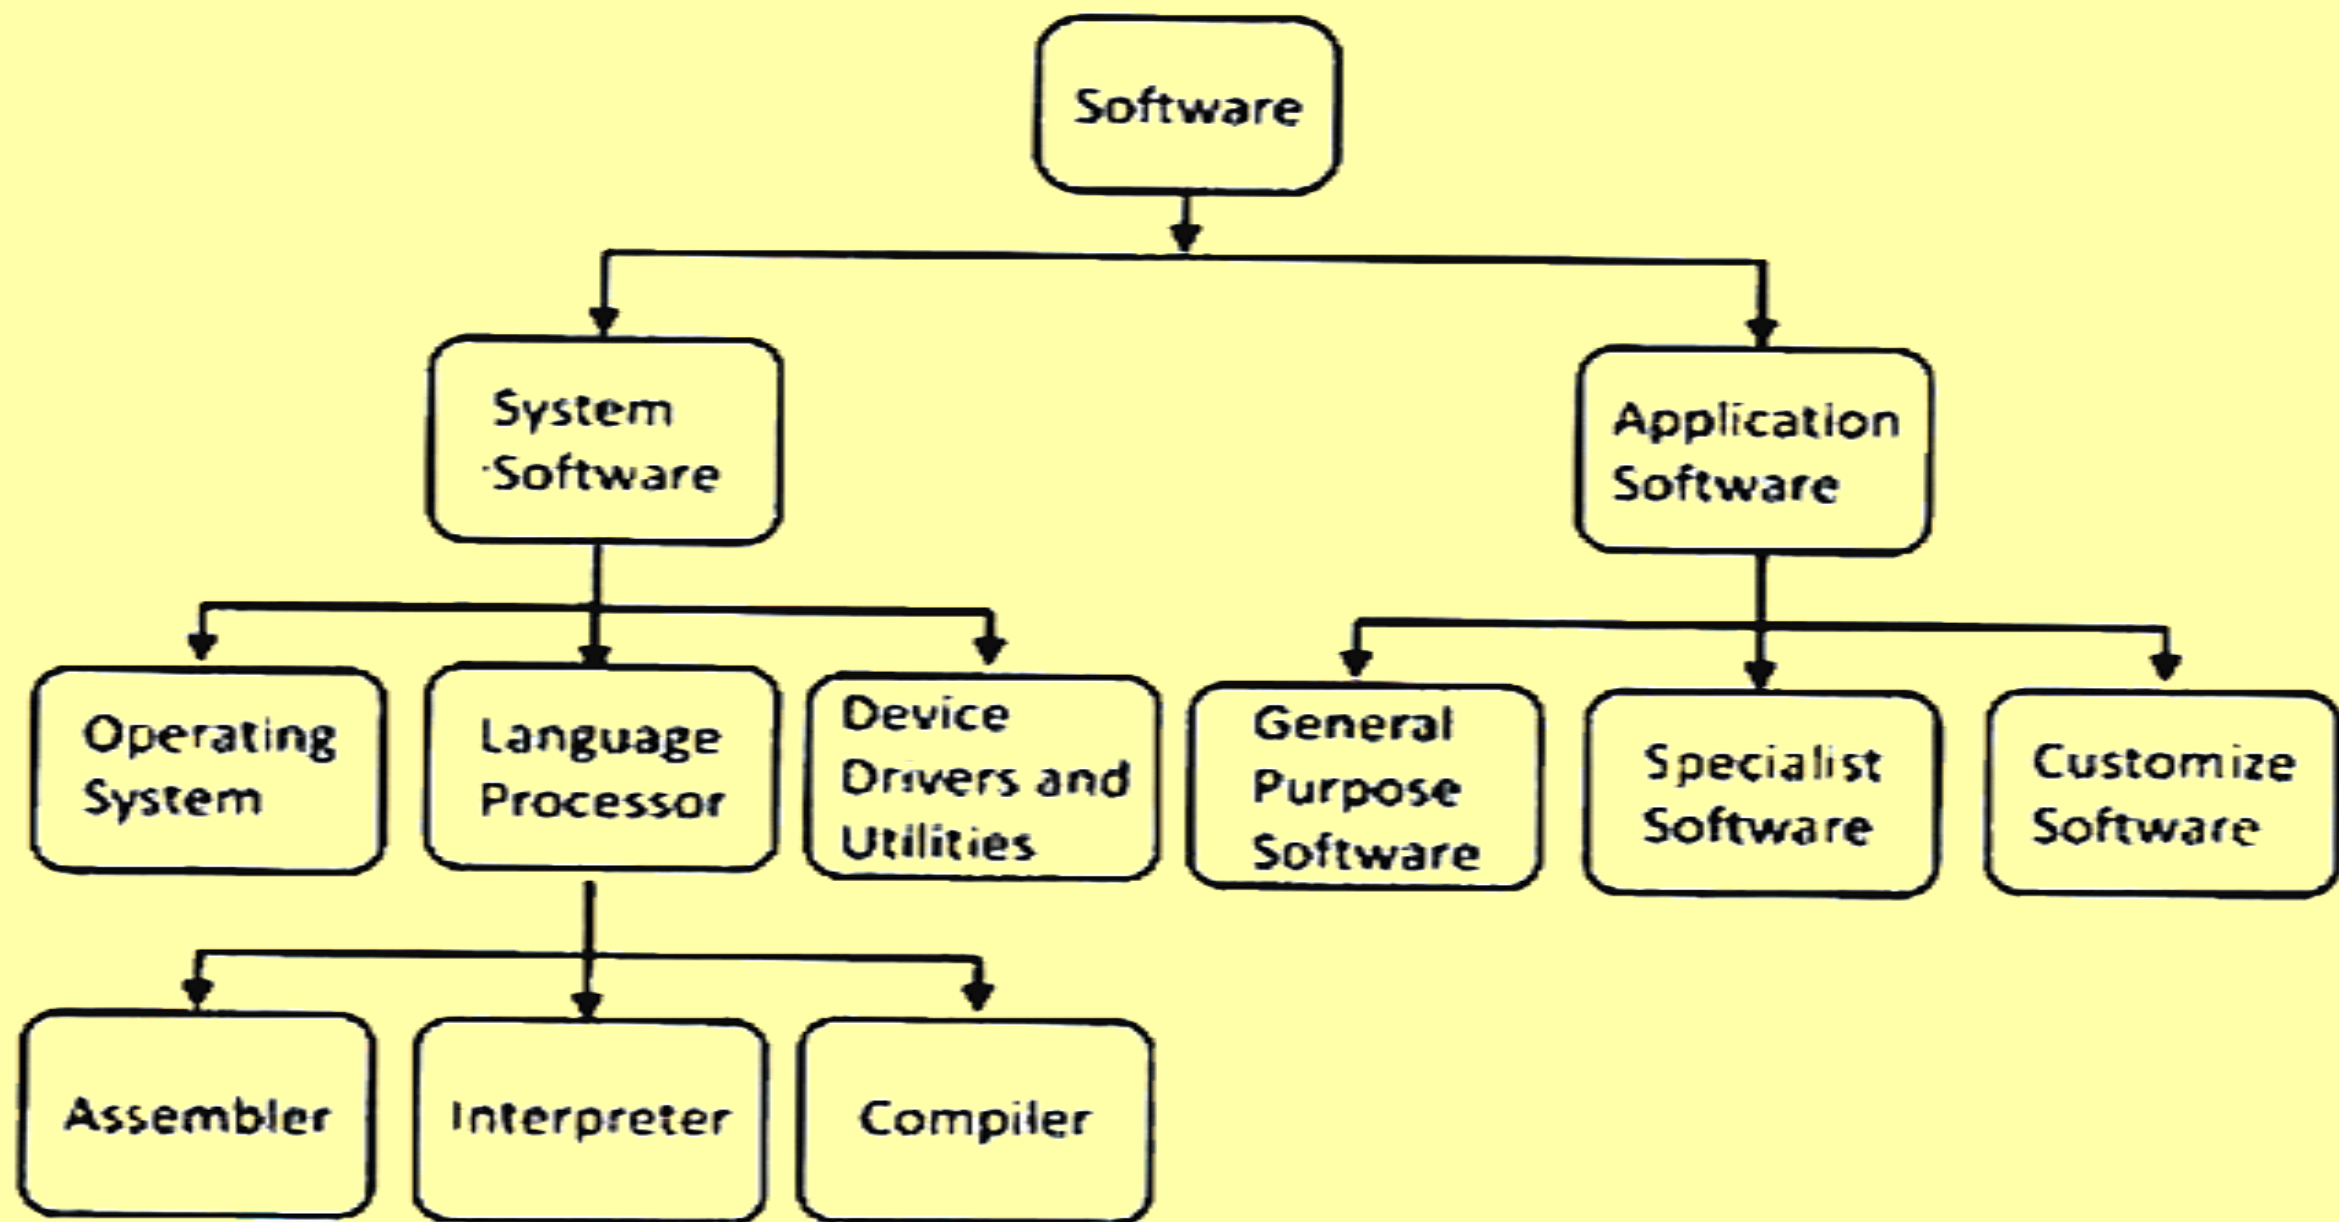 Software
System
Software
Application
Software
Operating
System
Language
Processor
Device
Drivers and
Utilities
General
Purpose
Software
Specialist
Software
Customize
Software
Assembler
Interpreter
Compiler